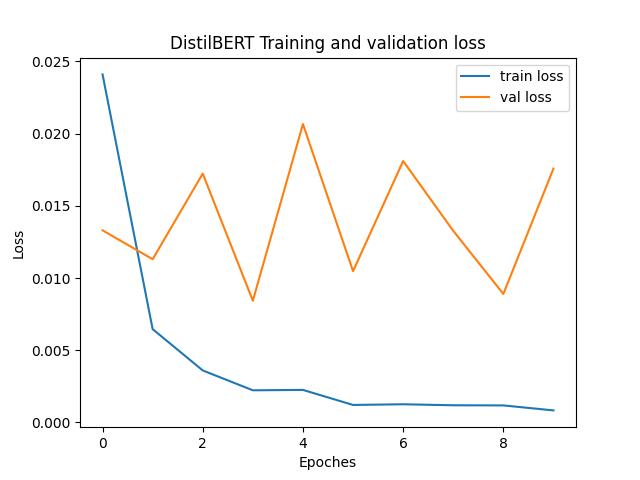 DistilBERT Training and validation loss
train loss
val loss
0.025
0.020
0.015
0.010
0.005
0.000
Loss
0 2 4 6 8
Epoches